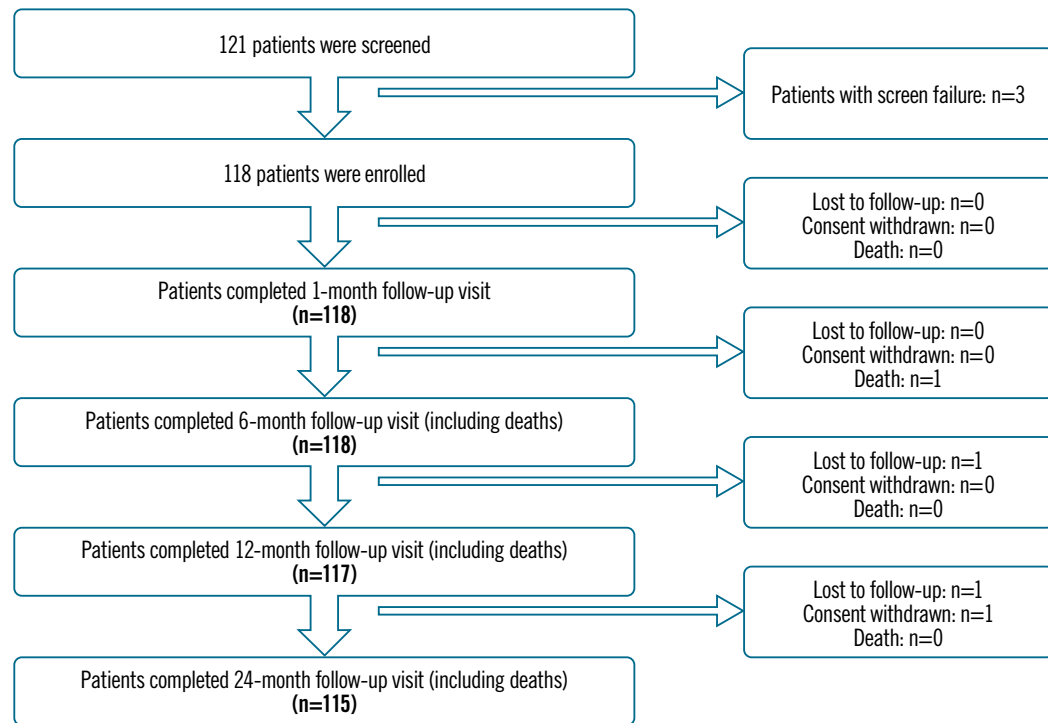 121 patients were screened
Patients with screen failure: n=3
118 patients were enrolled
Lost to follow-up: n=0
Consent withdrawn: n=0
Death: n=0
Patients completed 1-month follow-up visit
(n=118)
Lost to follow-up: n=0
Consent withdrawn: n=0
Death: n=1
Patients completed 6-month follow-up visit (including deaths)
(n=118)
Lost to follow-up: n=1
Consent withdrawn: n=0
Death: n=0
Patients completed 12-month follow-up visit (including deaths)
(n=117)
Lost to follow-up: n=1
Consent withdrawn: n=1
Death: n=0
Patients completed 24-month follow-up visit (including deaths)
(n=115)